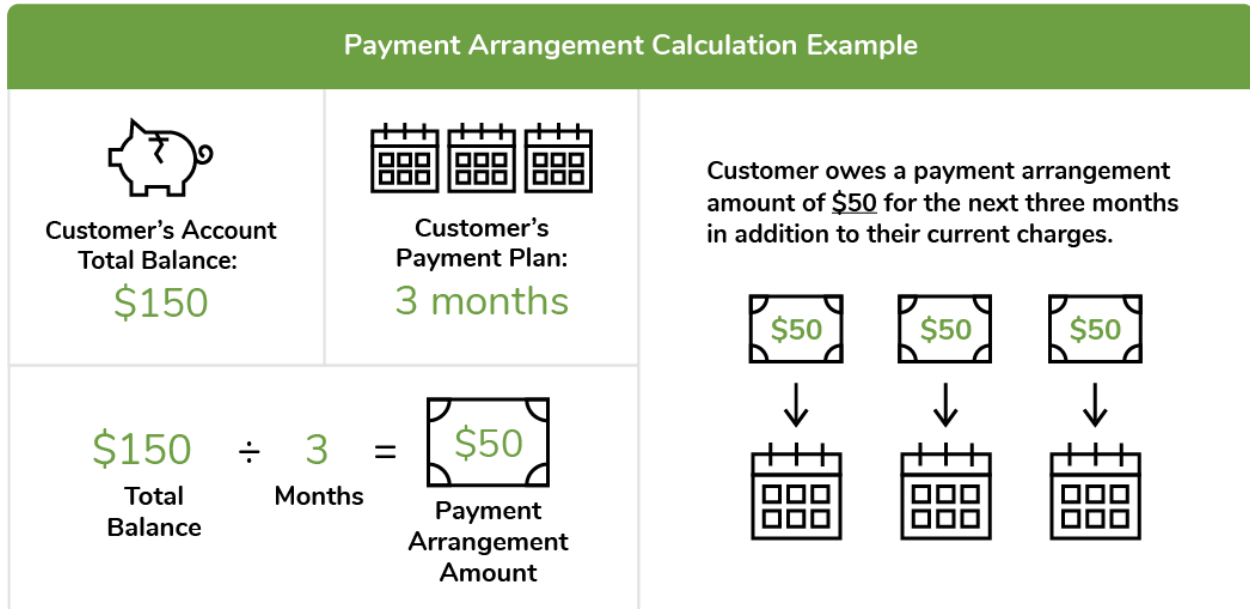 Payment Arrangement Calculation Example
₹
Customer’s Account
Total Balance:
$150
Customer’s
Payment Plan:
3 months
$150 ÷ 3 = $50
Total
Balance
Months
Payment
Arrangement
Amount
Customer owes a payment arrangement
amount of $50 for the next three months
in addition to their current charges.
$50 $50 $50